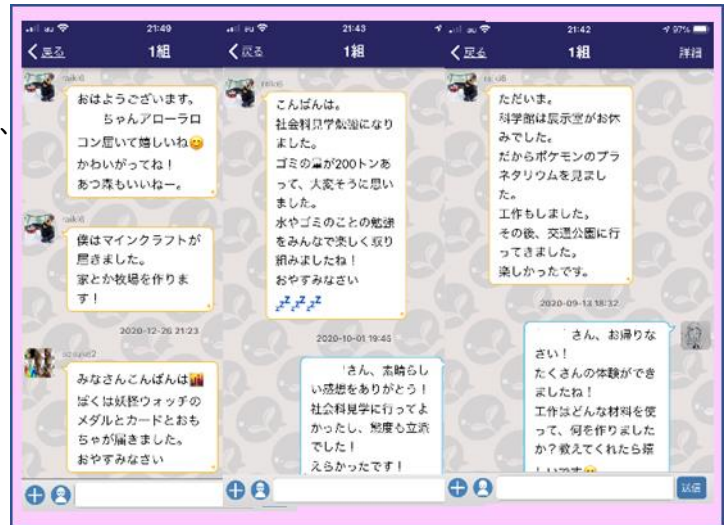 、
au 21:49
戻る 1組
raiki6
おはようございます。
ちゃんアローラロ
コン届いて嬉しいね😊
かわいがってね！
あつ森もいいねー。
raiki6
僕はマインクラフトが
届きました。
家とか牧場を作りま
す！
2020-12-26 21:23
みなさんこんばんは🌇
ぼくは妖怪ウォッチの
メダルとカードとおも
ちゃが届きました。
おやすみなさい
au 21:43
戻る 1組
raiki6
こんばんは。
社会科見学勉強になり
ました。
ゴミの量が200トンあ
って、大変そうに思い
ました。
水やゴミのことの勉強
をみんなで楽しく取り
組みましたね！
おやすみなさい
💤💤💤
2020-10-01 19:45
さん、素晴らし
い感想をありがとう！
社会科見学に行ってよ
かったし、態度も立派
でした！
えらかったです！
au 21:42 97%
戻る 1組 詳細
ただいま。
科学館は展示室がお休
みでした。
だからポケモンのプラ
ネタリウムを見まし
た。
工作もしました。
その後、交通公園に行
ってきました。
楽しかったです。
2020-09-13 18:32
さん、お帰りな
さい！
たくさんの体験ができ
ましたね！
工作はどんな材料を使
って、何を作りました
か？教えてくれたら嬉
しいです😊
送信